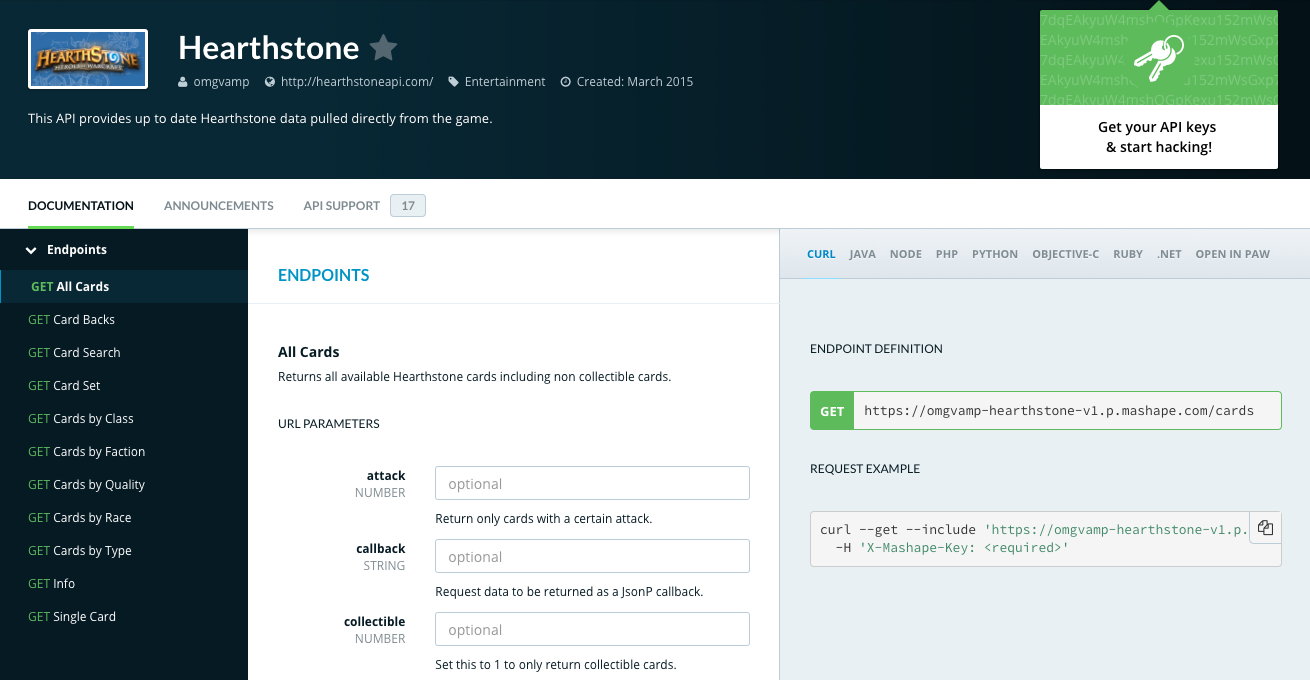 HEARTHSTONE
HEROES OF WARCRAFT
Hearthstone
omgvamp
http://hearthstoneapi.com/
Entertainment
Created: March 2015
This API provides up to date Hearthstone data pulled directly from the game.
Get your API keys
& start hacking!
DOCUMENTATION
ANNOUNCEMENTS
API SUPPORT
17
Endpoints
GET All Cards
GET Card Backs
GET Card Search
GET Card Set
GET Cards by Class
GET Cards by Faction
GET Cards by Quality
GET Cards by Race
GET Cards by Type
GET Info
GET Single Card
ENDPOINTS
All Cards
Returns all available Hearthstone cards including non collectible cards.
URL PARAMETERS
attack
NUMBER
optional
Return only cards with a certain attack.
callback
STRING
optional
Request data to be returned as a JsonP callback.
collectible
NUMBER
optional
Set this to 1 to only return collectible cards.
CURL JAVA NODE PHP PYTHON OBJECTIVE-C RUBY .NET OPEN IN PAW
ENDPOINT DEFINITION
GET https://omgvamp-hearthstone-v1.p.mashape.com/cards
REQUEST EXAMPLE
curl --get --include 'https://omgvamp-hearthstone-v1.p.
-H 'X-Mashape-Key: <required>'